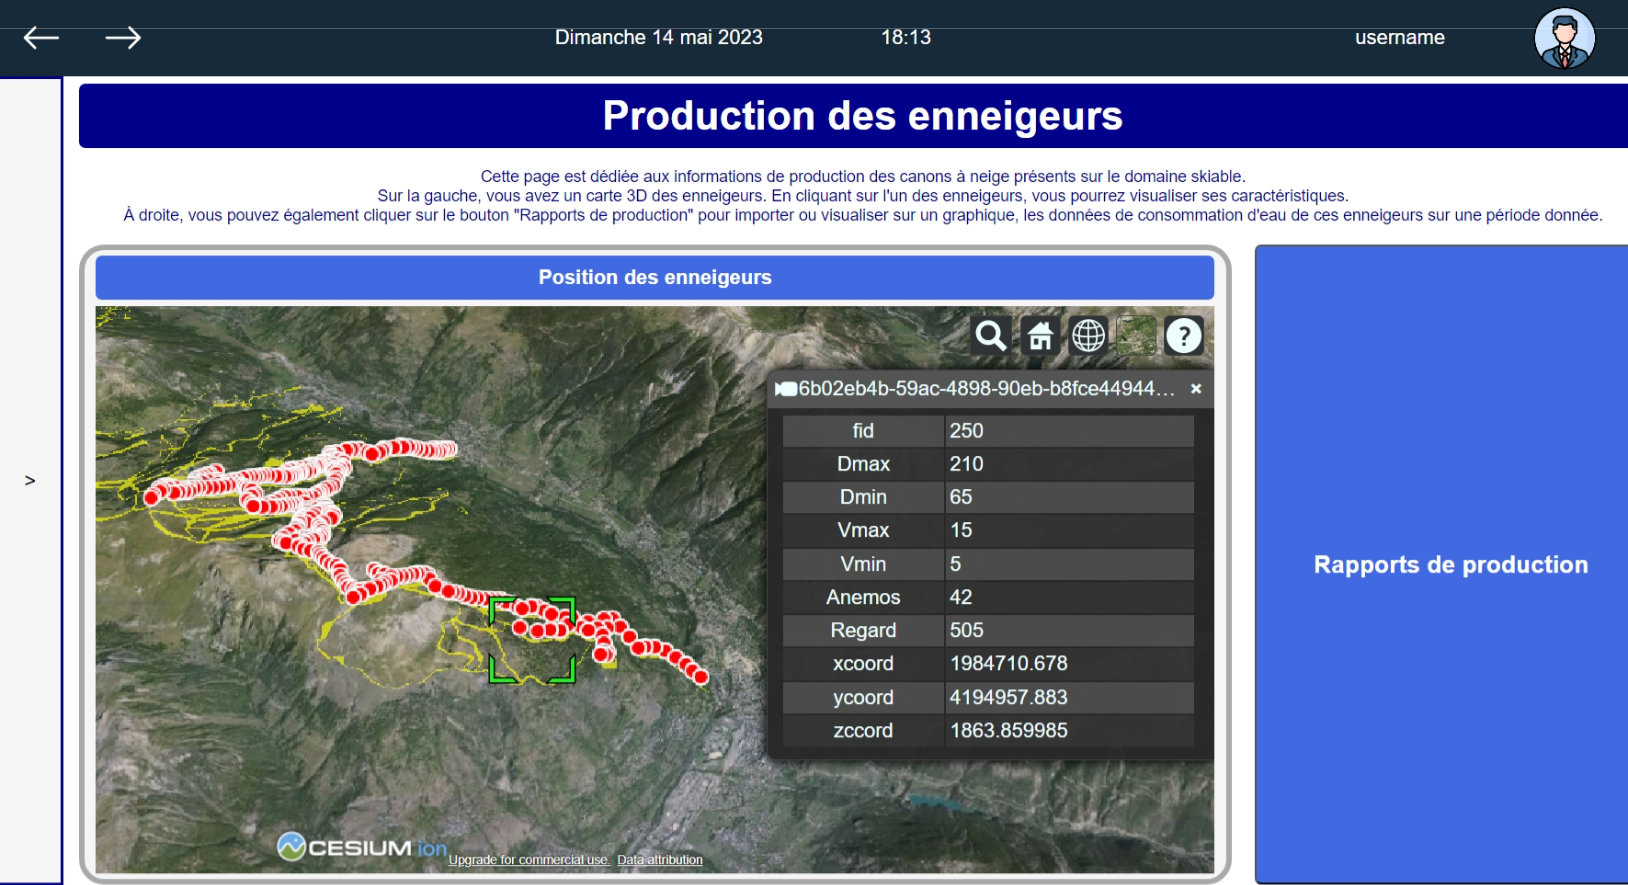 Dimanche 14 mai 2023 18:13 username
Production des enneigeurs
Cette page est dédiée aux informations de production des canons à neige présents sur le domaine skiable.
Sur la gauche, vous avez un carte 3D des enneigeurs. En cliquant sur l'un des enneigeurs, vous pourrez visualiser ses caractéristiques.
À droite, vous pouvez également cliquer sur le bouton "Rapports de production" pour importer ou visualiser sur un graphique, les données de consommation d'eau de ces enneigeurs sur une période donnée.
>
Position des enneigeurs
?
6b02eb4b-59ac-4898-90eb-b8fce44944... ×
fid 250
Dmax 210
Dmin 65
Vmax 15
Vmin 5
Anemos 42
Regard 505
xcoord 1984710.678
ycoord 4194957.883
zccord 1863.859985
CESIUM ion
Upgrade for commercial use. Data attribution
Rapports de production